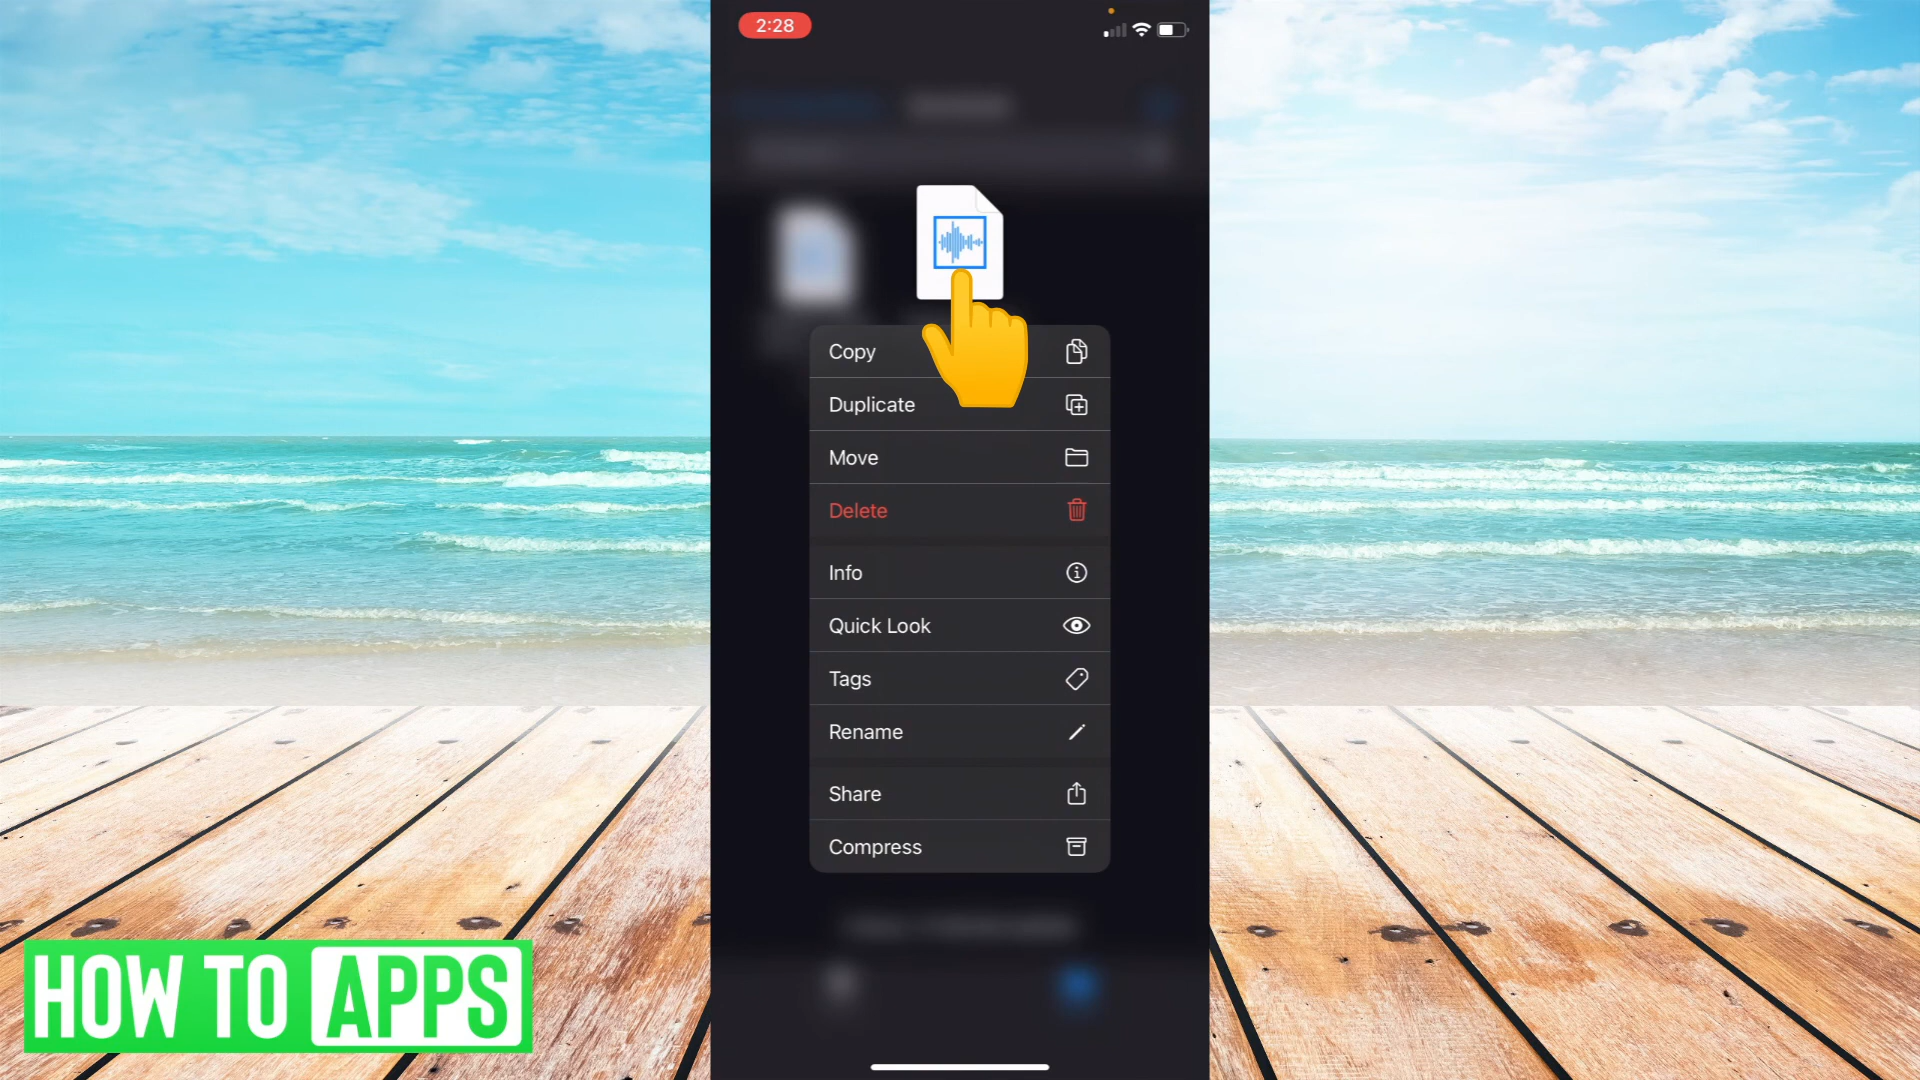 2:28
Copy
Duplicate
Move
Delete
Info
Quick Look
Tags
Rename
Share
Compress
HOW TO APPS